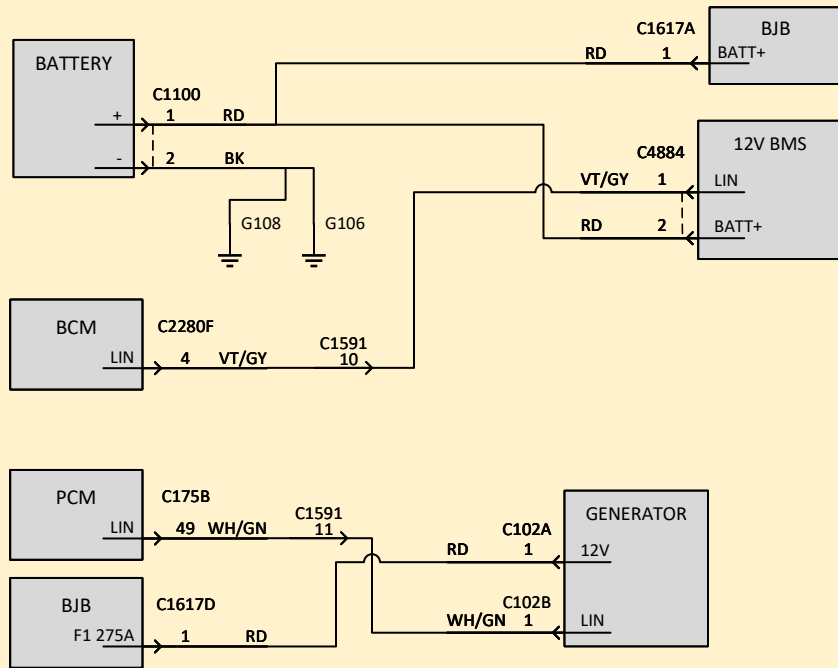 C1617A
BJB
RD 1 BATT+
BATTERY
C1100
+ 1 RD
- 2 BK
G108 G106
C4884
12V BMS
VT/GY 1 LIN
RD 2 BATT+
BCM
C2280F
LIN 4 VT/GY
C1591
10
PCM
C175B
LIN 49 WH/GN
C1591
11
GENERATOR
C102A
RD 1 12V
C102B
WH/GN 1 LIN
BJB
C1617D
F1 275A 1 RD